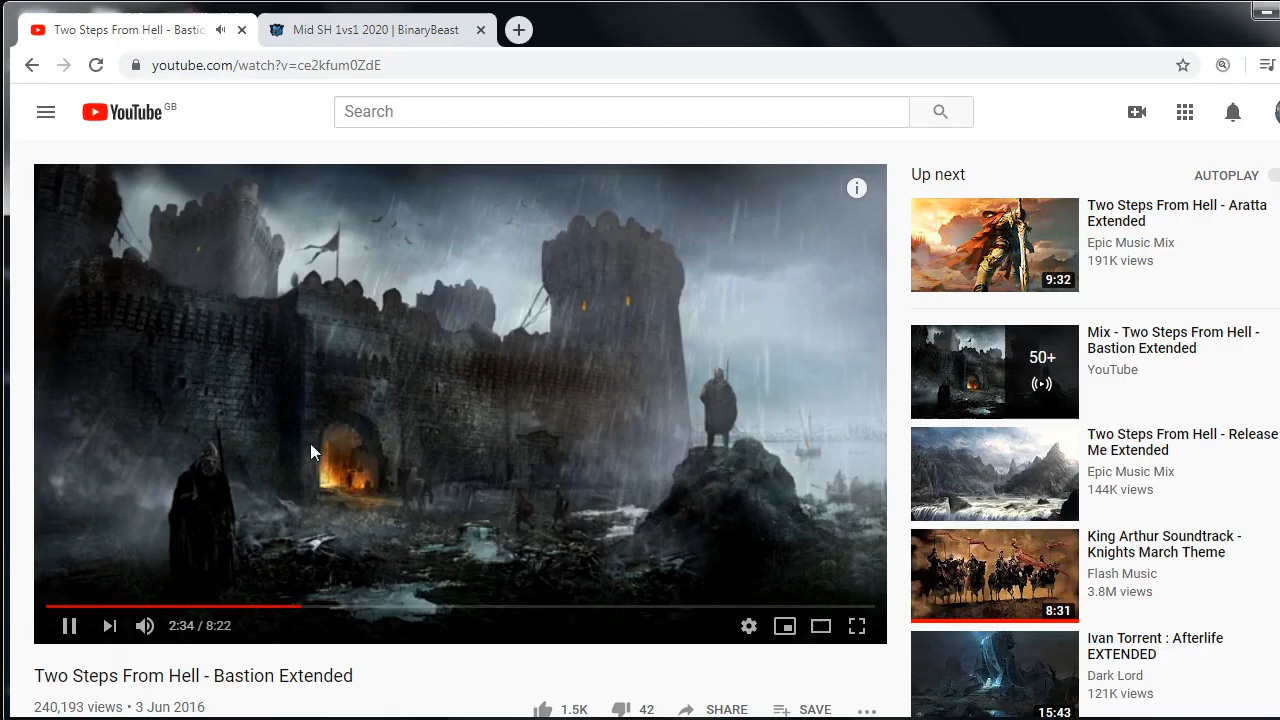 Two Steps From Hell - Bastio
Mid SH 1vs1 2020 | BinaryBeast
youtube.com/watch?v=ce2kfum0ZdE
YouTube GB
Search
Up next
AUTOPLAY
Two Steps From Hell - Aratta
Extended
Epic Music Mix
191K views
9:32
Mix - Two Steps From Hell -
Bastion Extended
YouTube
50+
Two Steps From Hell - Release
Me Extended
Epic Music Mix
144K views
King Arthur Soundtrack -
Knights March Theme
Flash Music
3.8M views
8:31
Ivan Torrent : Afterlife
EXTENDED
Dark Lord
121K views
15:43
2:34 / 8:22
Two Steps From Hell - Bastion Extended
240,193 views • 3 Jun 2016
1.5K
42
SHARE
SAVE